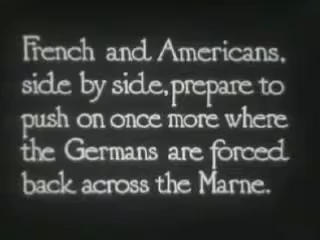 French and Americans,
side by side, prepare to
push on once more where
the Germans are forced
back across the Marne.